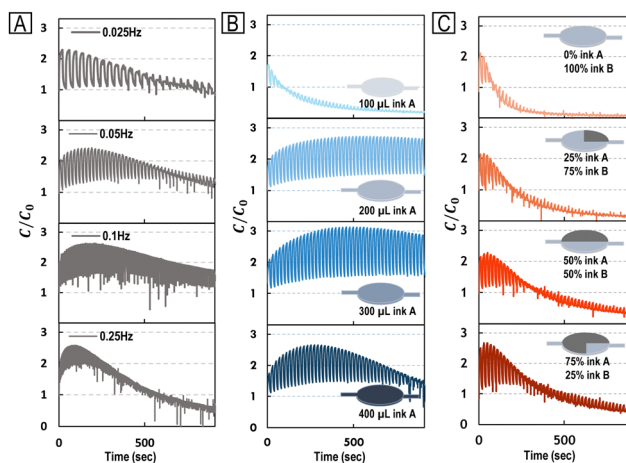 A
3
2
1
0.025Hz
3
2
1
0.05Hz
3
2
1
0.1Hz
3
2
1
0
0.25Hz
C/C0
0
500
Time (sec)
B
3
2
1
100 µL ink A
3
2
1
200 µL ink A
3
2
1
300 µL ink A
3
2
1
0
400 µL ink A
C/C0
0
500
Time (sec)
C
3
2
1
0% ink A
100% ink B
3
2
1
25% ink A
75% ink B
3
2
1
50% ink A
50% ink B
3
2
1
0
75% ink A
25% ink B
C/C0
0
500
Time (sec)